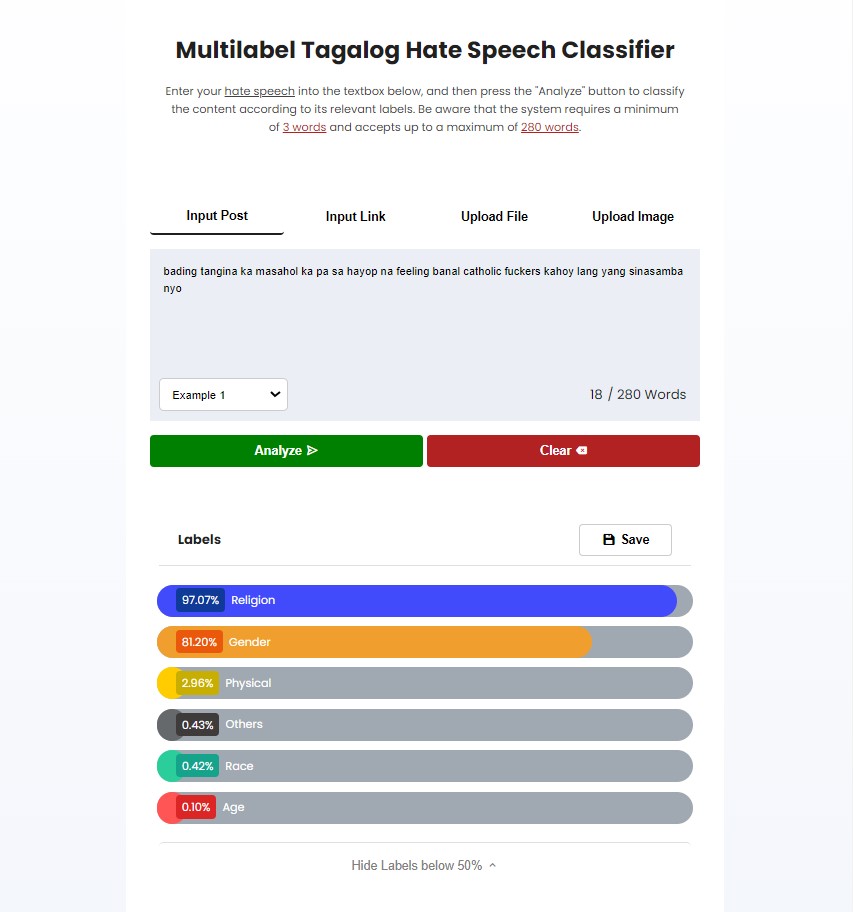 Multilabel Tagalog Hate Speech Classifier
Enter your hate speech into the textbox below, and then press the "Analyze" button to classify
the content according to its relevant labels. Be aware that the system requires a minimum
of 3 words and accepts up to a maximum of 280 words.
Input Post Input Link Upload File Upload Image
bading tangina ka masahol ka pa sa hayop na feeling banal catholic fuckers kahoy lang yang sinasamba
nyo
Example 1 18 / 280 Words
Analyze Clear
Labels Save
97.07% Religion
81.20% Gender
2.96% Physical
0.43% Others
0.42% Race
0.10% Age
Hide Labels below 50%